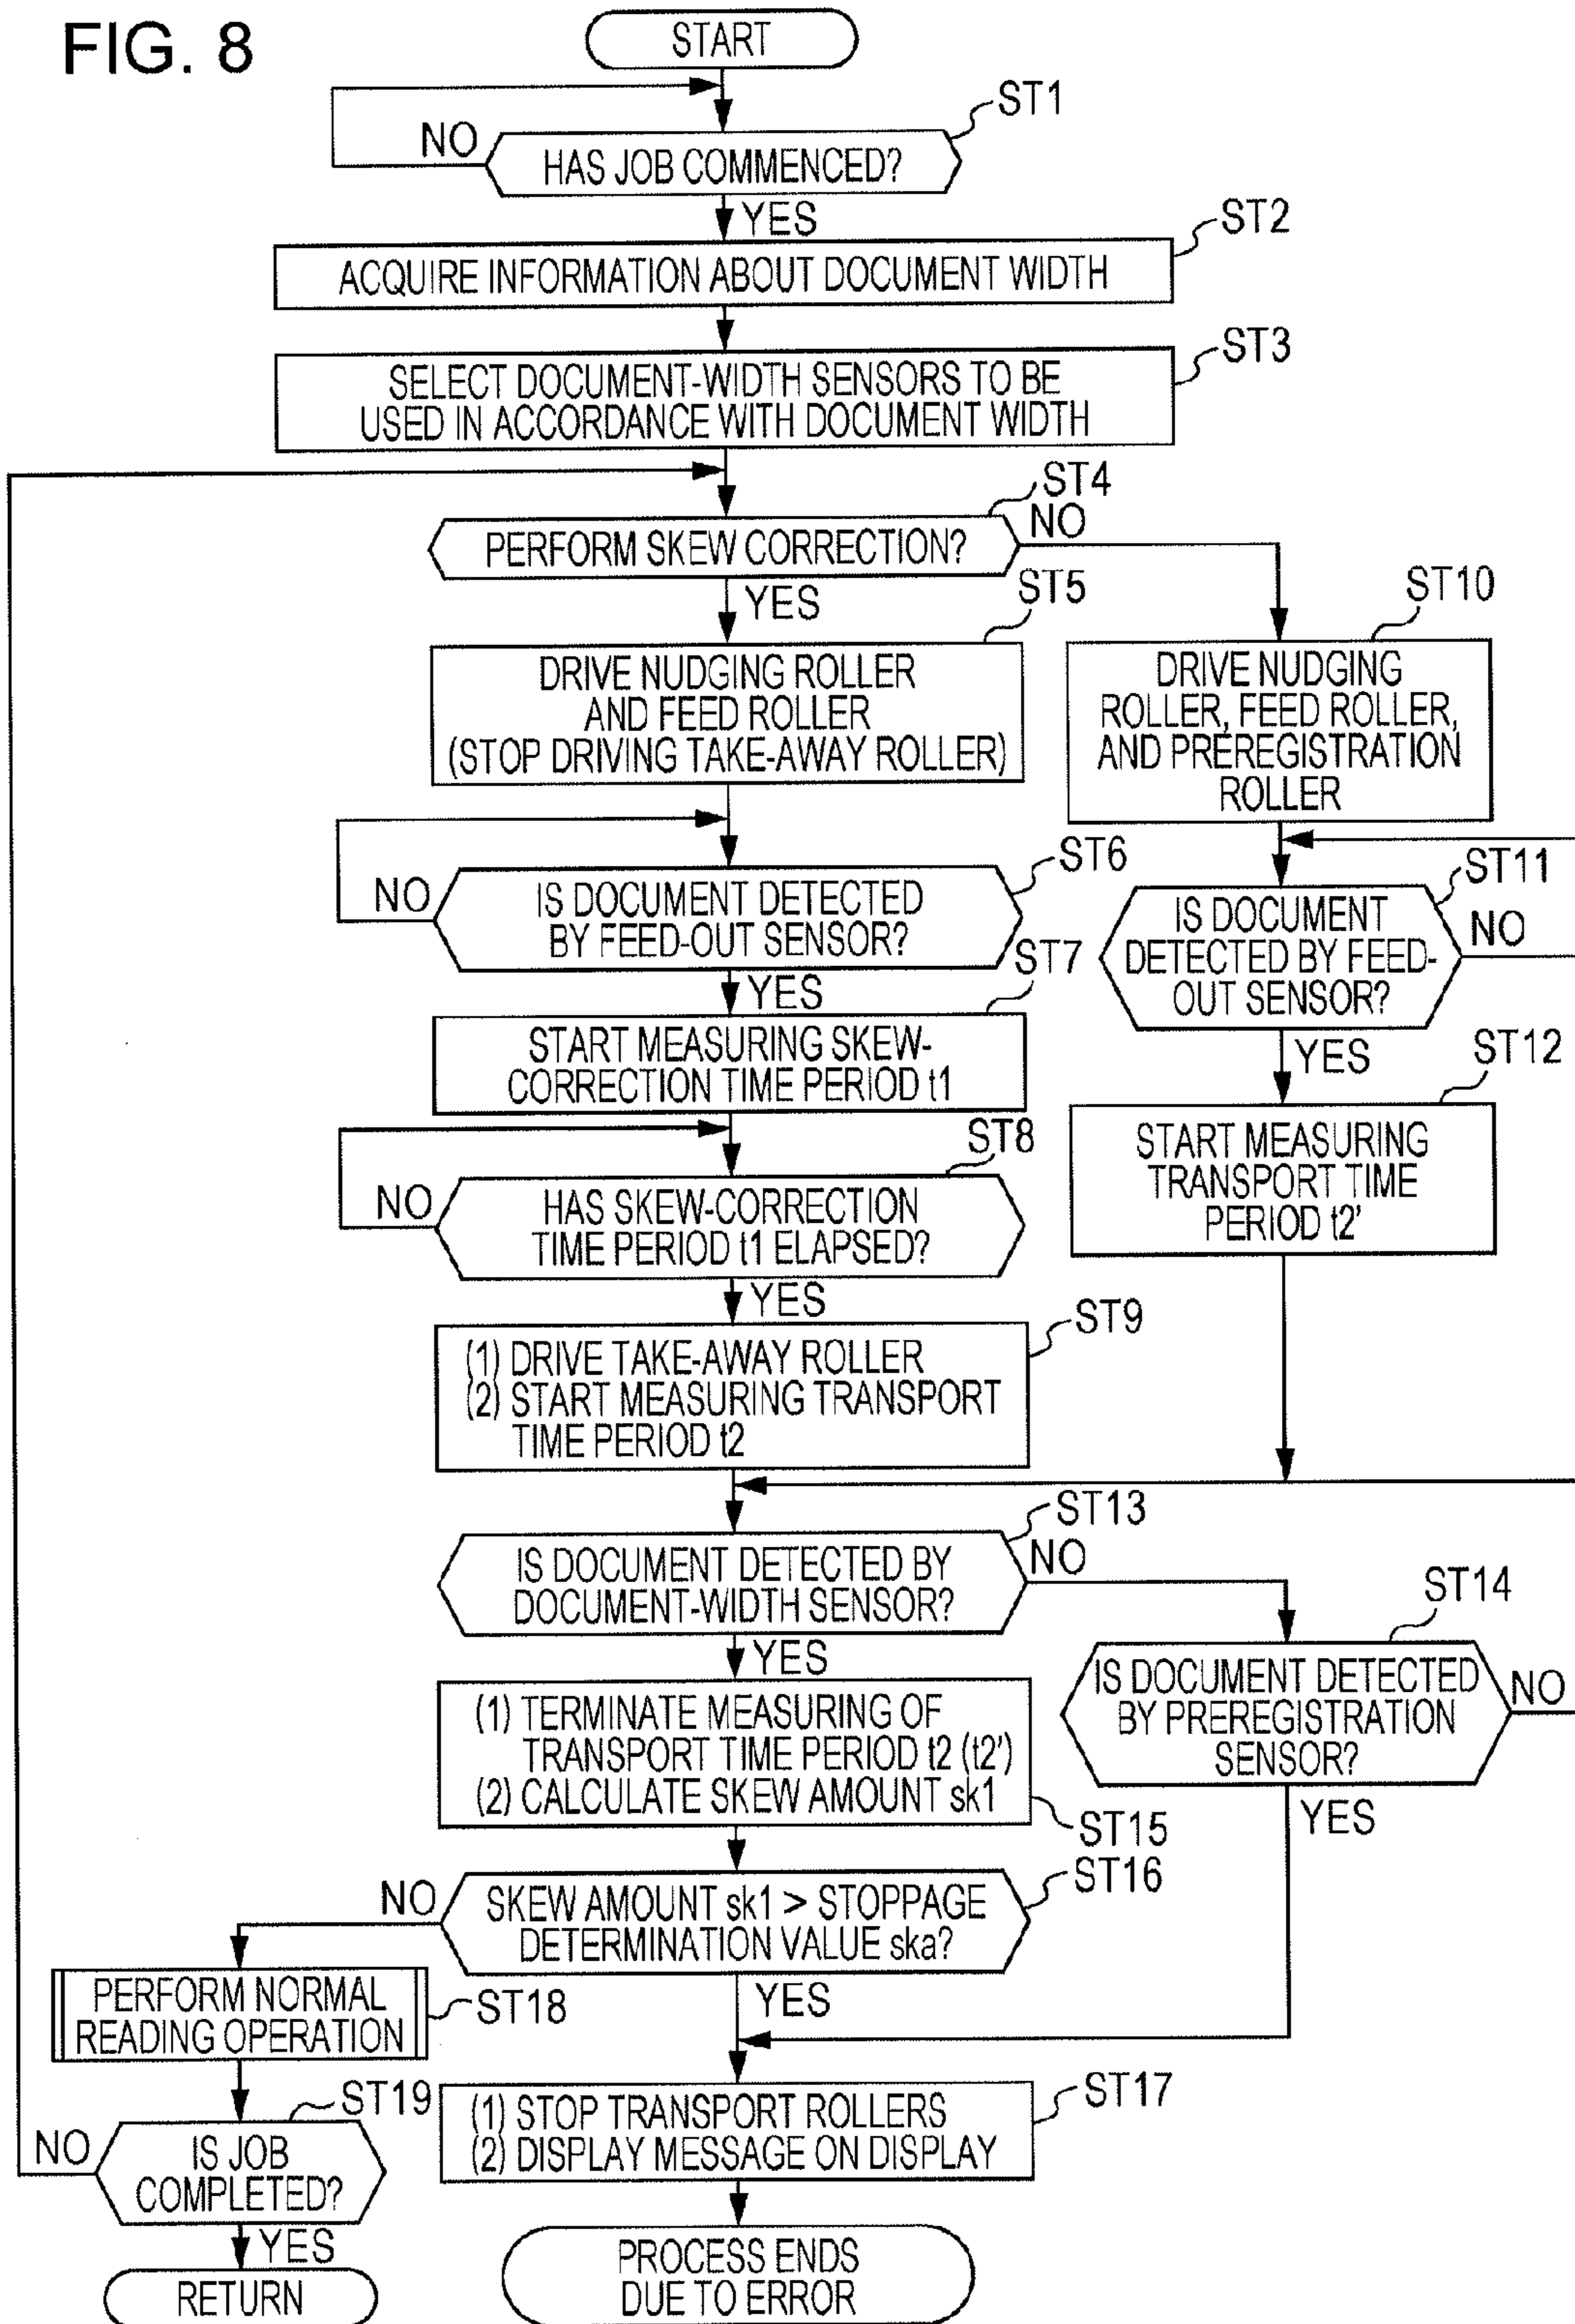 FIG. 8
START
ST1
NO
HAS JOB COMMENCED?
YES
ST2
ACQUIRE INFORMATION ABOUT DOCUMENT WIDTH
ST3
SELECT DOCUMENT-WIDTH SENSORS TO BE
USED IN ACCORDANCE WITH DOCUMENT WIDTH
ST4
PERFORM SKEW CORRECTION?
NO
YES
ST5
DRIVE NUDGING ROLLER
AND FEED ROLLER
(STOP DRIVING TAKE-AWAY ROLLER)
ST10
DRIVE NUDGING
ROLLER, FEED ROLLER,
AND PREREGISTRATION
ROLLER
ST6
NO
IS DOCUMENT DETECTED
BY FEED-OUT SENSOR?
YES
ST11
IS DOCUMENT
DETECTED BY FEED-
OUT SENSOR?
NO
YES
ST7
START MEASURING SKEW-
CORRECTION TIME PERIOD t1
ST12
START MEASURING
TRANSPORT TIME
PERIOD t2'
ST8
NO
HAS SKEW-CORRECTION
TIME PERIOD t1 ELAPSED?
YES
ST9
(1) DRIVE TAKE-AWAY ROLLER
(2) START MEASURING TRANSPORT
TIME PERIOD t2
ST13
IS DOCUMENT DETECTED BY
DOCUMENT-WIDTH SENSOR?
NO
YES
ST14
IS DOCUMENT DETECTED
BY PREREGISTRATION
SENSOR?
NO
YES
(1) TERMINATE MEASURING OF
TRANSPORT TIME PERIOD t2 (t2')
(2) CALCULATE SKEW AMOUNT sk1
ST15
ST16
NO
SKEW AMOUNT sk1 > STOPPAGE
DETERMINATION VALUE ska?
YES
PERFORM NORMAL
READING OPERATION
ST18
ST17
(1) STOP TRANSPORT ROLLERS
(2) DISPLAY MESSAGE ON DISPLAY
ST19
NO
IS JOB
COMPLETED?
YES
RETURN
PROCESS ENDS
DUE TO ERROR